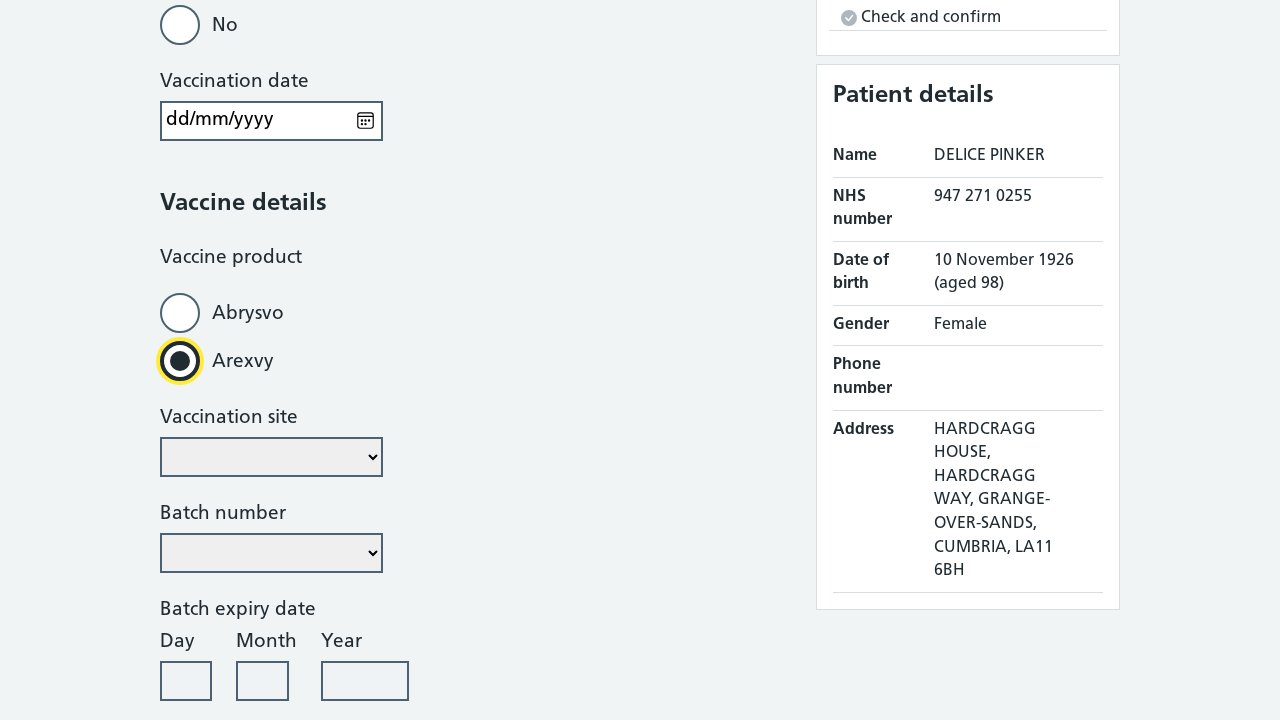 No
Vaccination date
dd/mm/yyyy
Vaccine details
Vaccine product
Abrysvo
Arexvy
Vaccination site
Batch number
Batch expiry date
Day Month Year
Check and confirm
Patient details
Name DELICE PINKER
NHS number 947 271 0255
Date of birth 10 November 1926 (aged 98)
Gender Female
Phone number
Address HARDCRAGG
HOUSE,
HARDCRAGG
WAY, GRANGE-
OVER-SANDS,
CUMBRIA, LA11
6BH